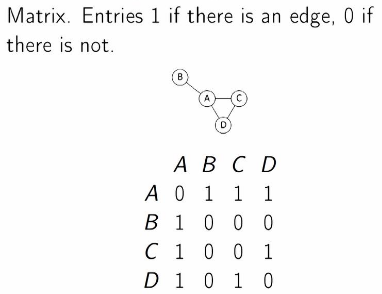 Matrix. Entries 1 if there is an edge, 0 if
there is not.
B
A C
D
A B C D
A 0 1 1 1
B 1 0 0 0
C 1 0 0 1
D 1 0 1 0